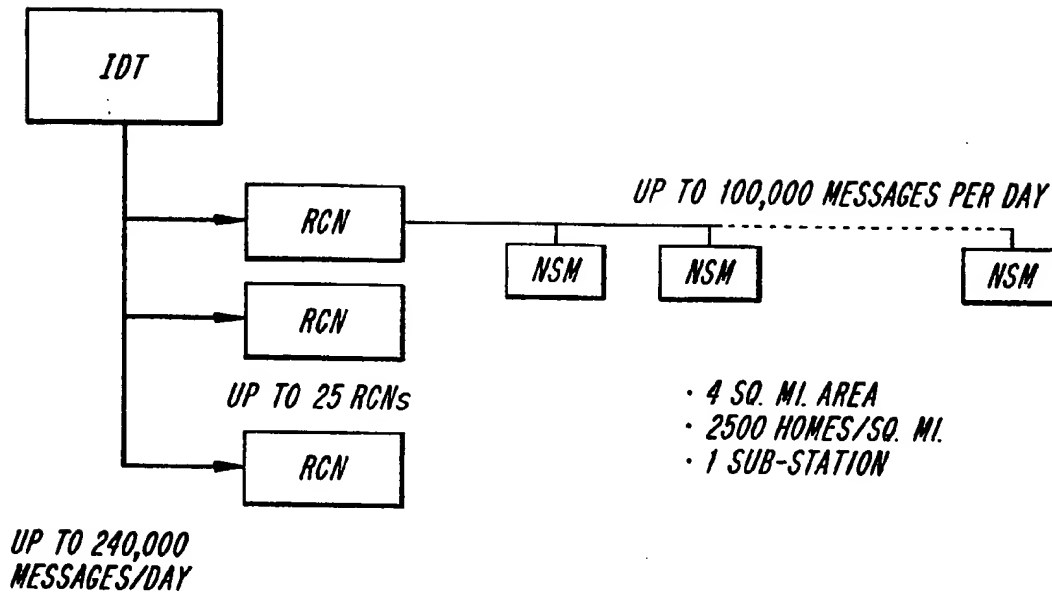 IDT
RCN
UP TO 100,000 MESSAGES PER DAY
NSM
NSM
NSM
RCN
UP TO 25 RCNs
RCN
· 4 SQ. MI. AREA
· 2500 HOMES/SQ. MI.
· 1 SUB-STATION
UP TO 240,000
MESSAGES/DAY